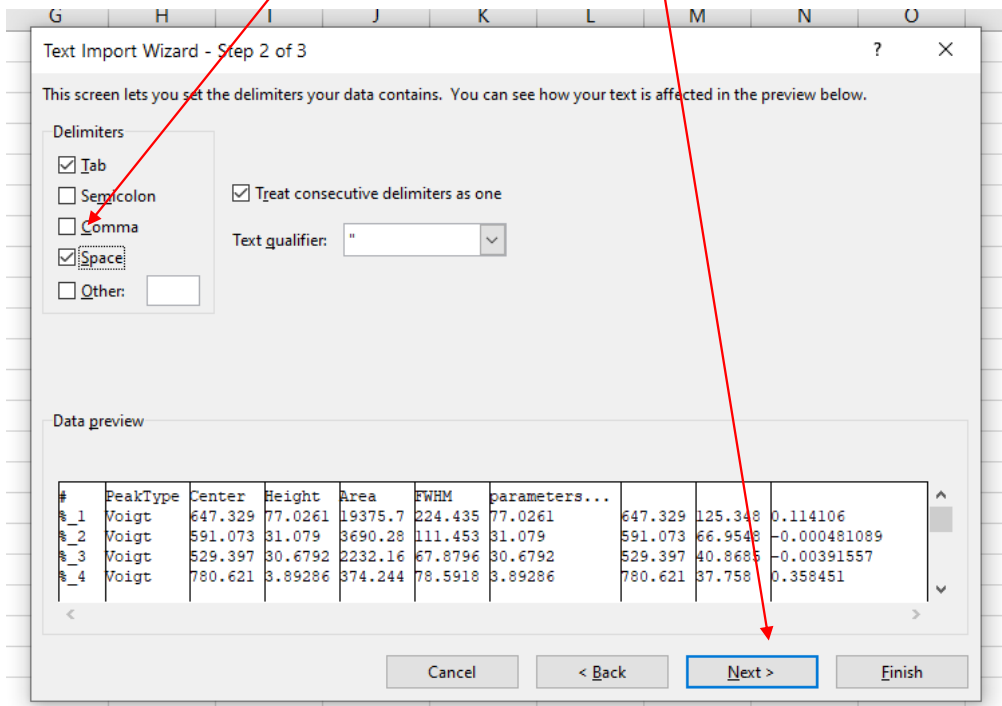 G H I J K L M N O
Text Import Wizard - Step 2 of 3 ?
This screen lets you set the delimiters your data contains. You can see how your text is affected in the preview below.
Delimiters
Tab
Semicolon
Treat consecutive delimiters as one
Comma
Text qualifier: "
Space
Other:
Data preview
# PeakType Center Height Area FWHM parameters...
%_1 Voigt 647.329 77.0261 19375.7 224.435 77.0261 647.329 125.348 0.114106
%_2 Voigt 591.073 31.079 3690.28 111.453 31.079 591.073 66.9548 -0.000481089
%_3 Voigt 529.397 30.6792 2232.16 67.8796 30.6792 529.397 40.8685 -0.00391557
%_4 Voigt 780.621 3.89286 374.244 78.5918 3.89286 780.621 37.758 0.358451
Cancel < Back Next > Finish